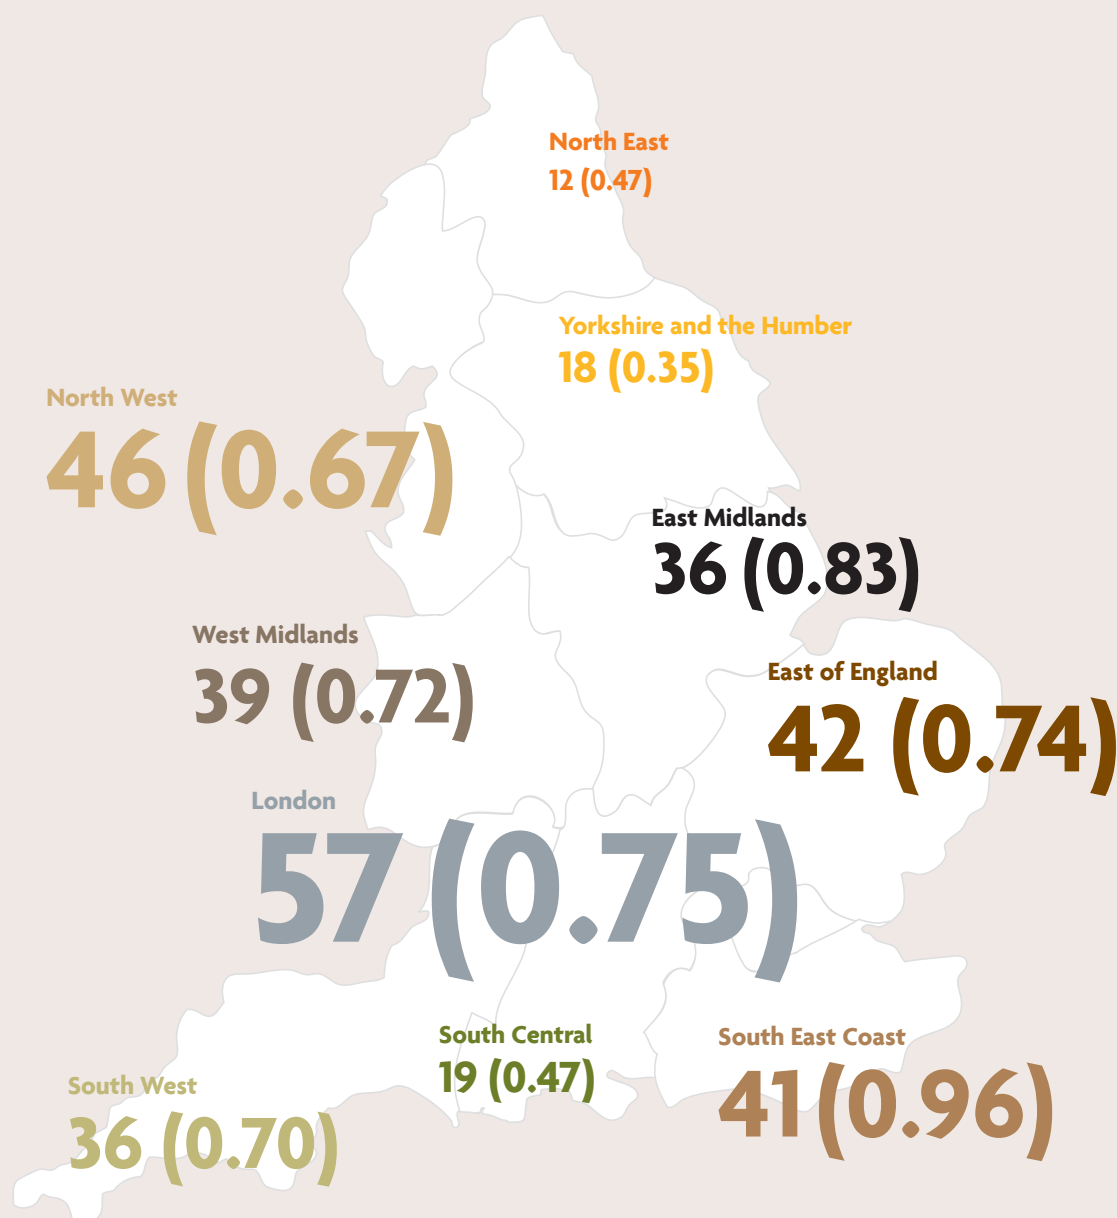 North East
12 (0.47)
Yorkshire and the Humber
18 (0.35)
North West
46 (0.67)
East Midlands
36 (0.83)
West Midlands
39 (0.72)
East of England
42 (0.74)
London
57 (0.75)
South Central
19 (0.47)
South East Coast
41 (0.96)
South West
36 (0.70)